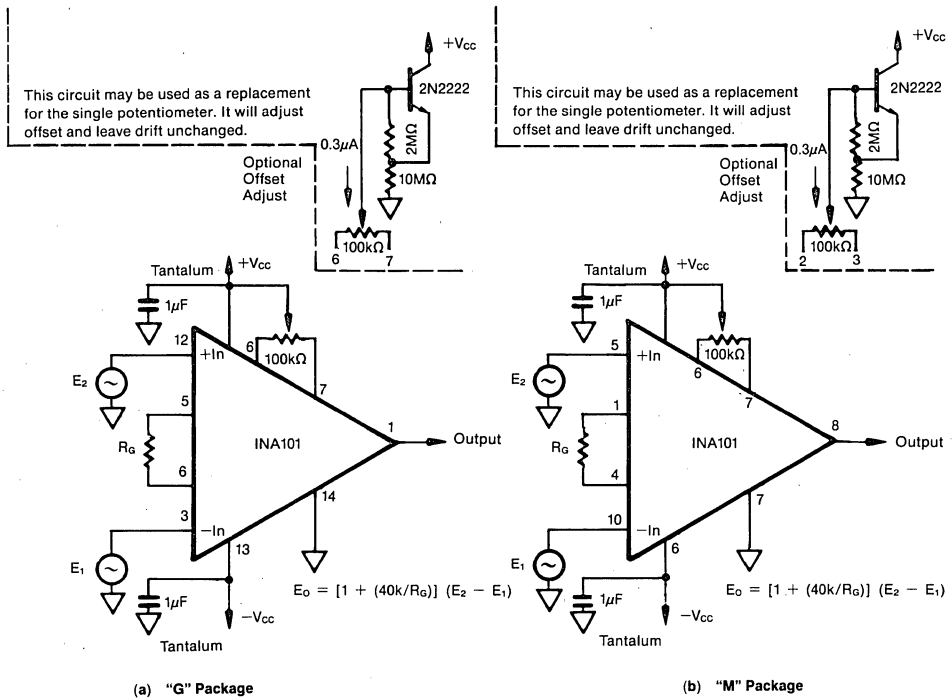 +Vcc
2N2222
This circuit may be used as a replacement
for the single potentiometer. It will adjust
offset and leave drift unchanged.
2MΩ
0.3µA
Optional
Offset
Adjust
10MΩ
100kΩ
6
7
Tantalum
+Vcc
1µF
12
+In
6
100kΩ
7
E2
5
RG
6
INA101
1
Output
3
-In
13
14
E1
1µF
-Vcc
Tantalum
EO = [1 + (40k/RG)] (E2 - E1)
(a) "G" Package
+Vcc
2N2222
This circuit may be used as a replacement
for the single potentiometer. It will adjust
offset and leave drift unchanged.
2MΩ
0.3µA
Optional
Offset
Adjust
10MΩ
100kΩ
2
3
Tantalum
+Vcc
1µF
5
+In
6
100kΩ
7
E2
1
RG
4
INA101
8
Output
10
-In
6
7
E1
1µF
-Vcc
Tantalum
EO = [1 + (40k/RG)] (E2 - E1)
(b) "M" Package